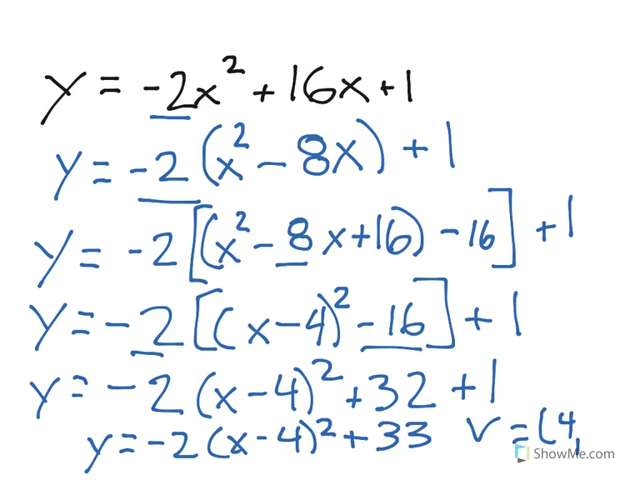 y = -2x² + 16x + 1
y = -2(x² - 8x) + 1
y = -2[(x² - 8x + 16) - 16] + 1
y = -2[(x - 4)² - 16] + 1
y = -2(x - 4)² + 32 + 1
y = -2(x - 4)² + 33 V = (4,
ShowMe.com